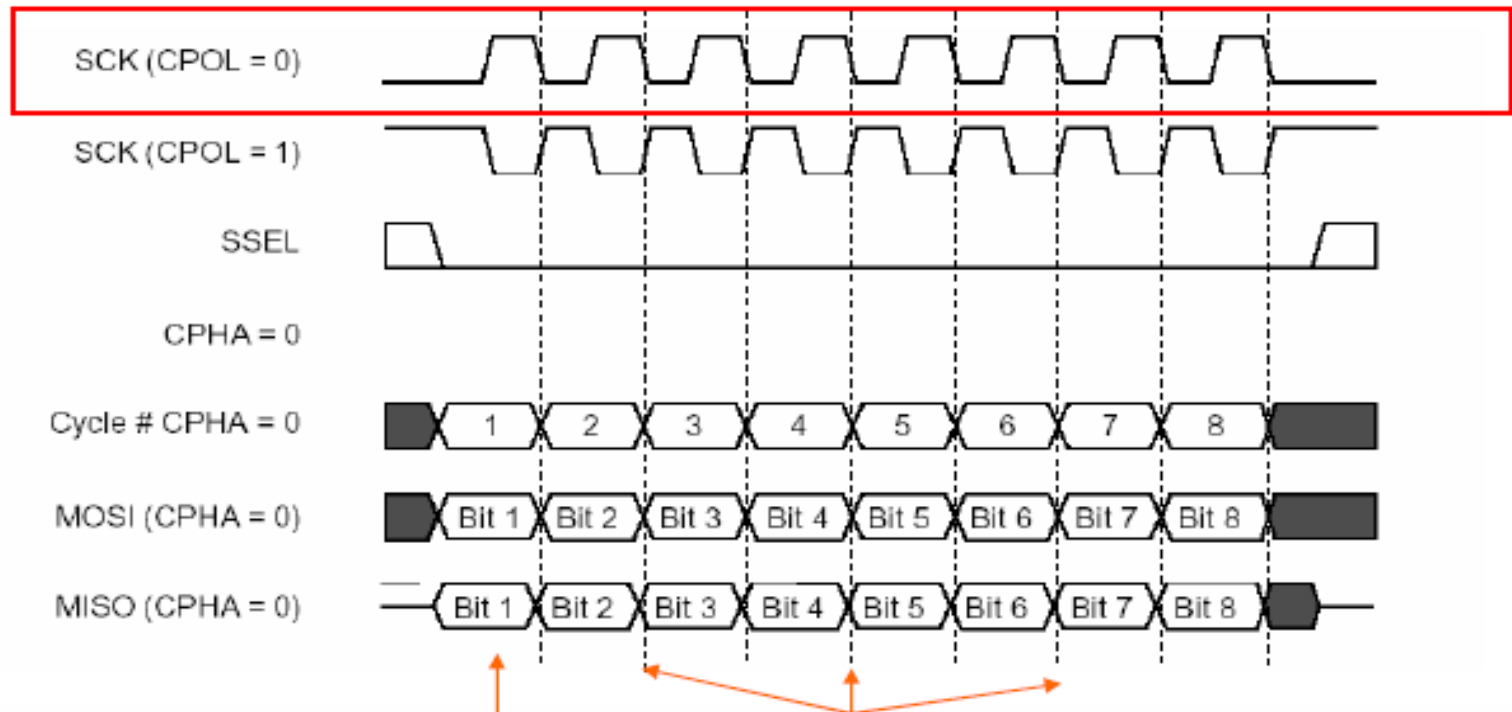 SCK (CPOL = 0)
SCK (CPOL = 1)
SSEL
CPHA = 0
Cycle # CPHA = 0 1 2 3 4 5 6 7 8
MOSI (CPHA = 0) Bit 1 Bit 2 Bit 3 Bit 4 Bit 5 Bit 6 Bit 7 Bit 8
MISO (CPHA = 0) Bit 1 Bit 2 Bit 3 Bit 4 Bit 5 Bit 6 Bit 7 Bit 8